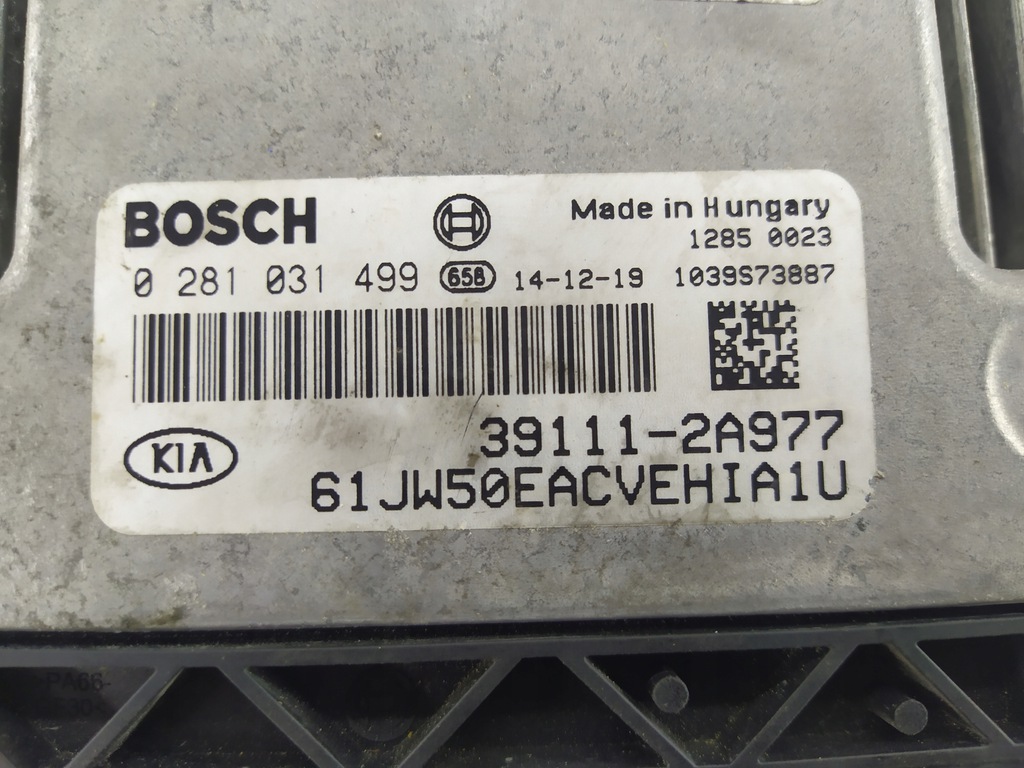 BOSCH
Made in Hungary
1285 0023
0 281 031 499 658 14-12-19 1039S73887
39111-2A977
KIA
61JW50EACVEHIA1U
PA66-